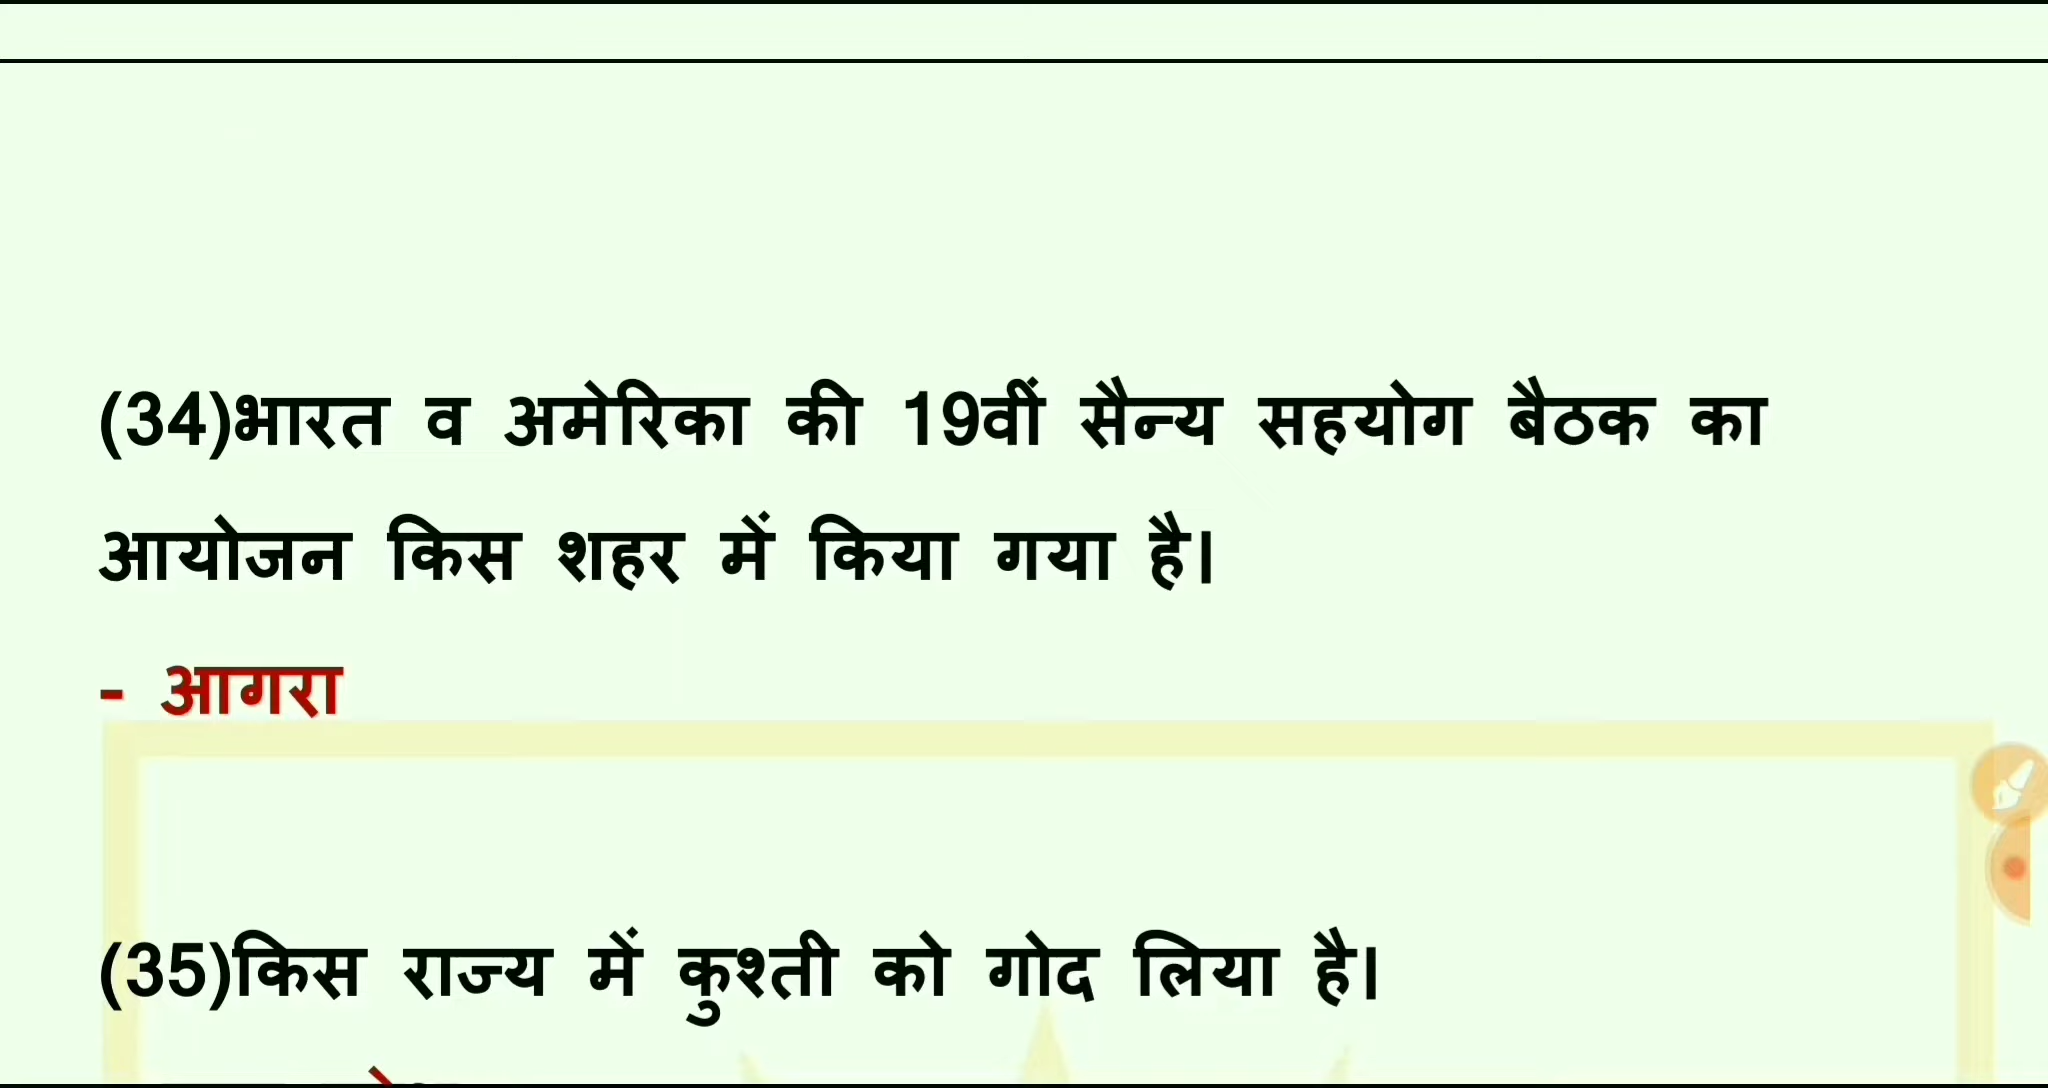 (34)भारत व अमेरिका की 19वीं सैन्य सहयोग बैठक का
आयोजन किस शहर में किया गया है।
- आगरा
(35)किस राज्य में कुश्ती को गोद लिया है।